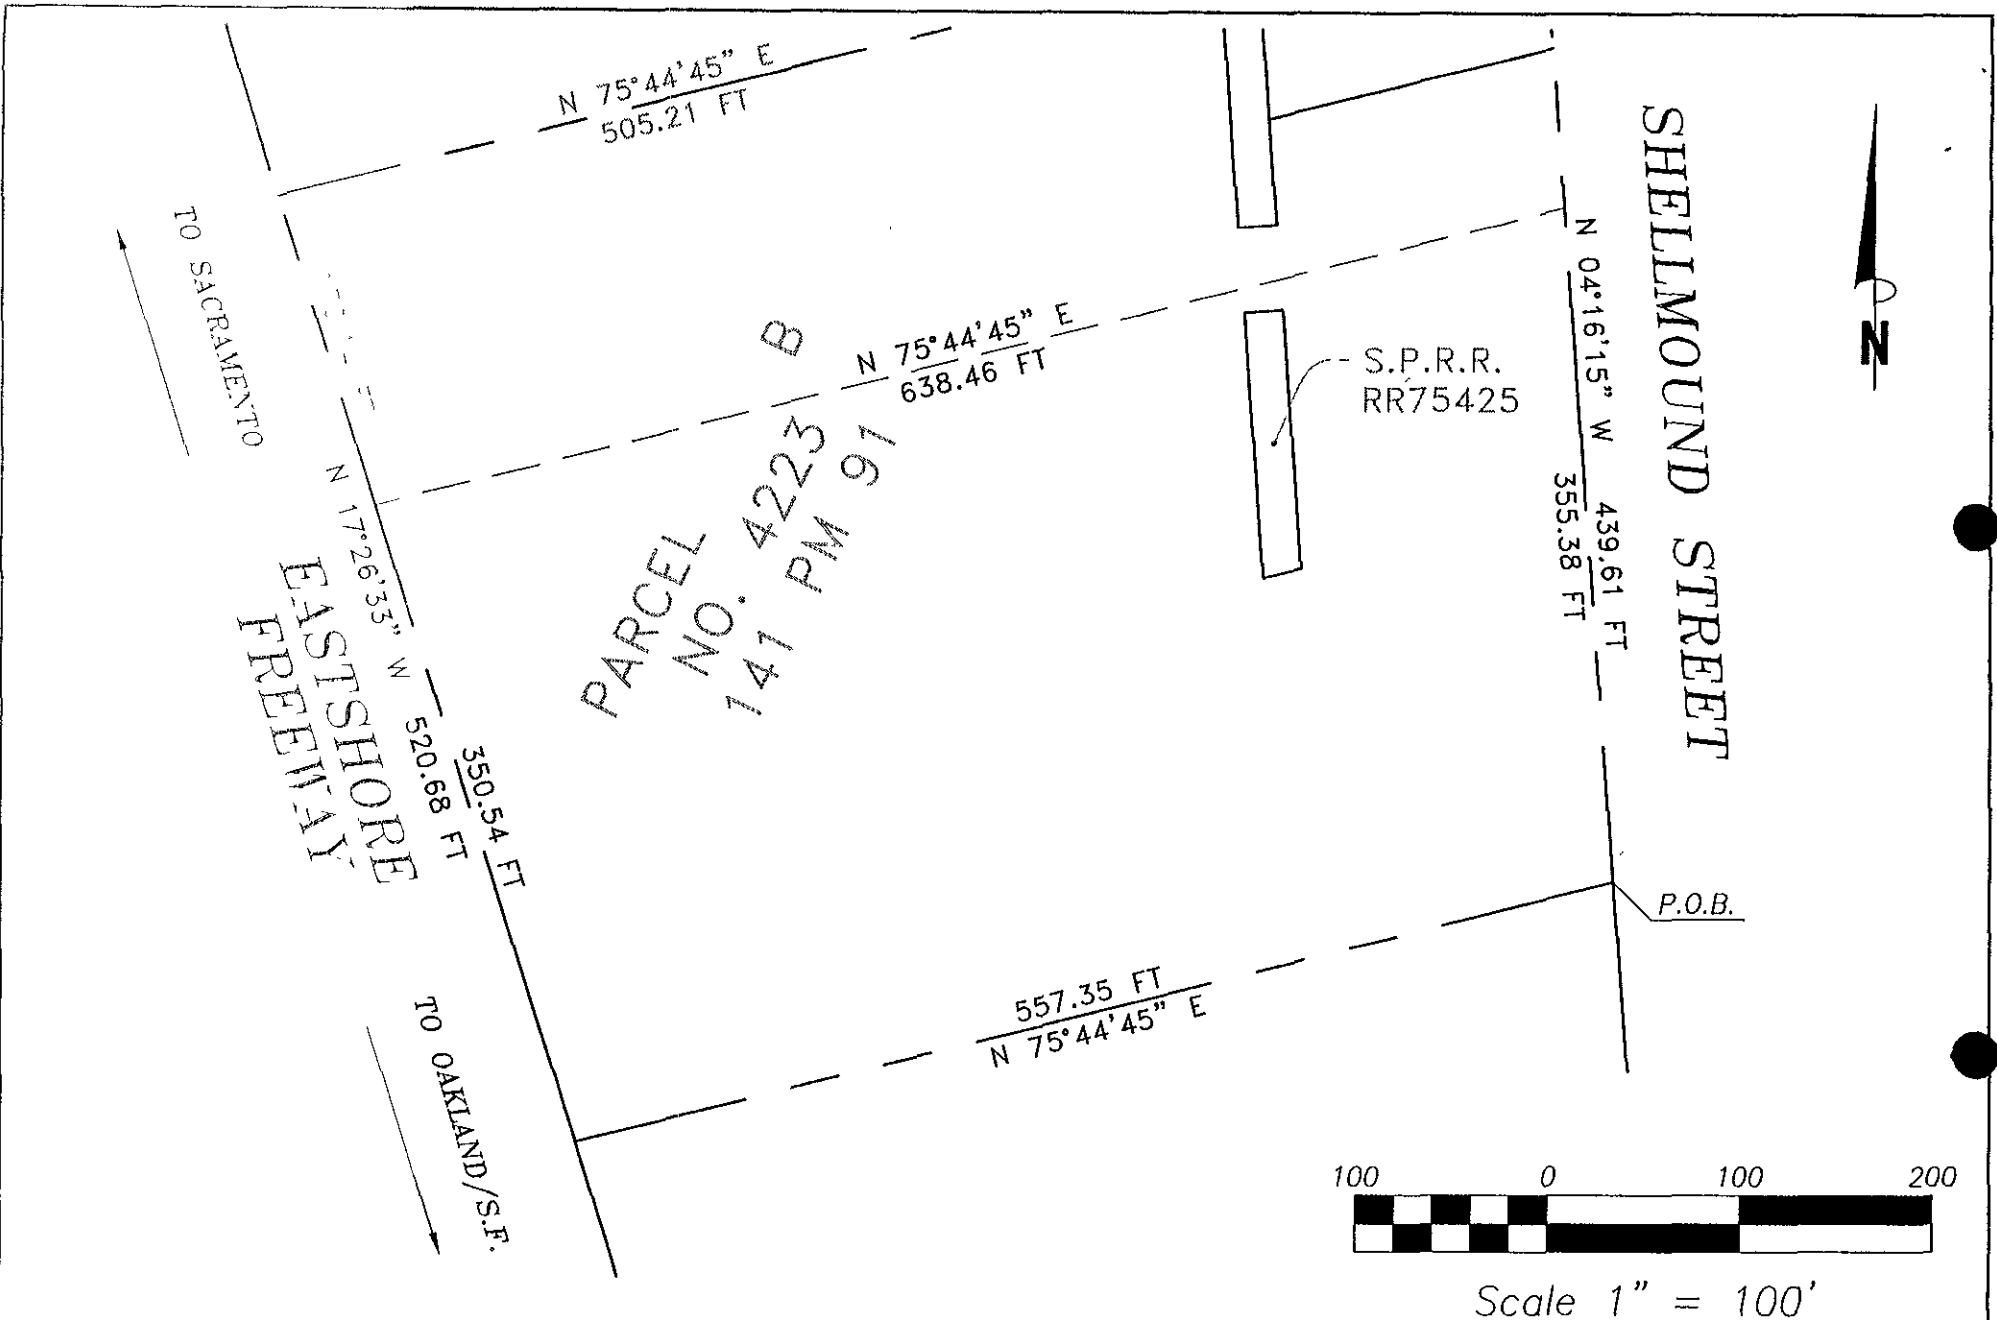 N 75°44'45" E
505.21 FT
TO SACRAMENTO
SHELLMOUND STREET
N 04°16'15" W 439.61 FT
355.38 FT
N
B
N 75°44'45" E
638.46 FT
S.P.R.R.
RR75425
PARCEL
NO. 4223
141 PM 91
N 17°26'33" W 520.68 FT
350.54 FT
EASTSHORE
FREEWAY
P.O.B.
557.35 FT
N 75°44'45" E
TO OAKLAND/S.F.
100 0 100 200
Scale 1" = 100'